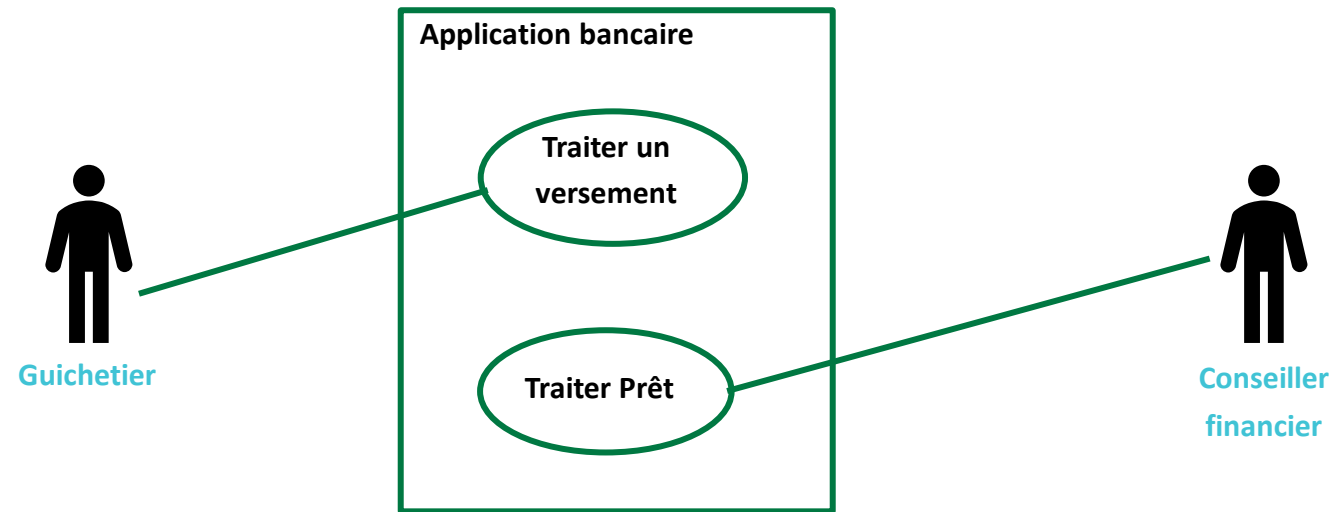 Application bancaire
Traiter un
versement
Guichetier
Traiter Prêt
Conseiller
financier